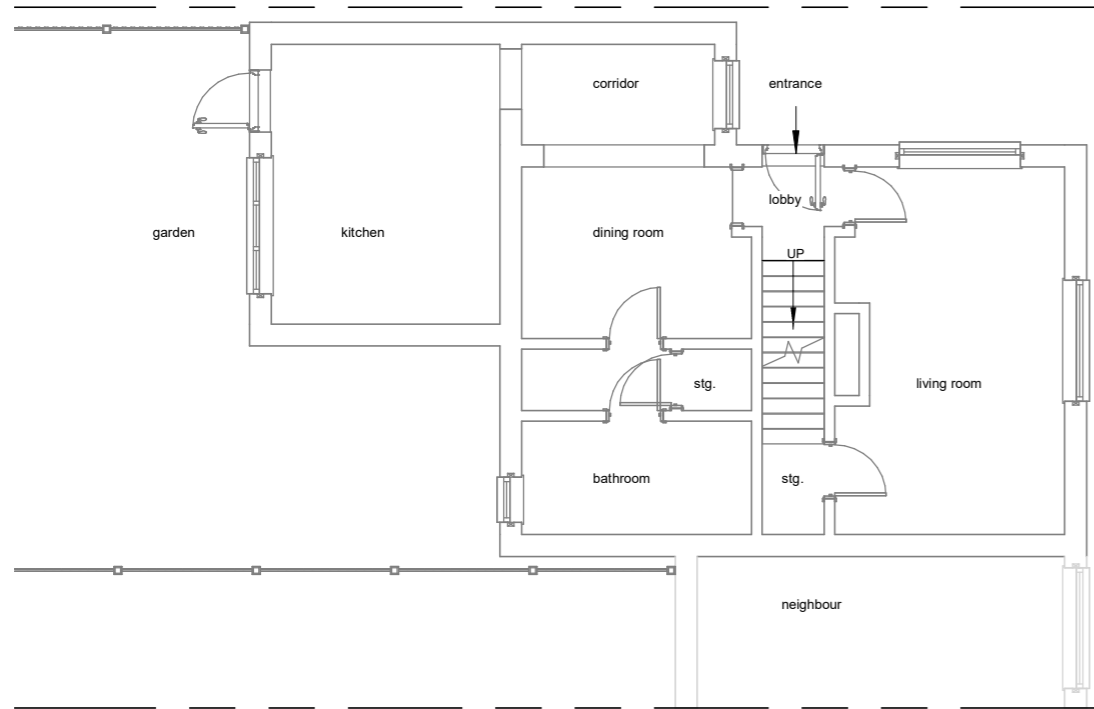 corridor
entrance
lobby
garden
kitchen
dining room
UP
stg.
living room
bathroom
stg.
neighbour